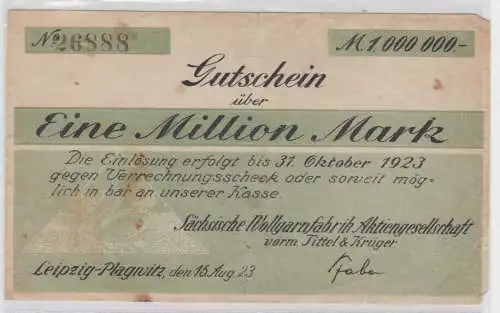 No 26888 M 1 000 000.-
Gutschein
über
Eine Million Mark
Die Einlösung erfolgt bis 31. Oktober 1923
gegen Verrechnungsscheck oder soweit mög-
lich in bar an unserer Kasse.
Sächsische Wollgarnfabrik Aktiengesellschaft
vorm. Tittel & Krüger
Leipzig-Plagwitz, den 15. Aug. 23